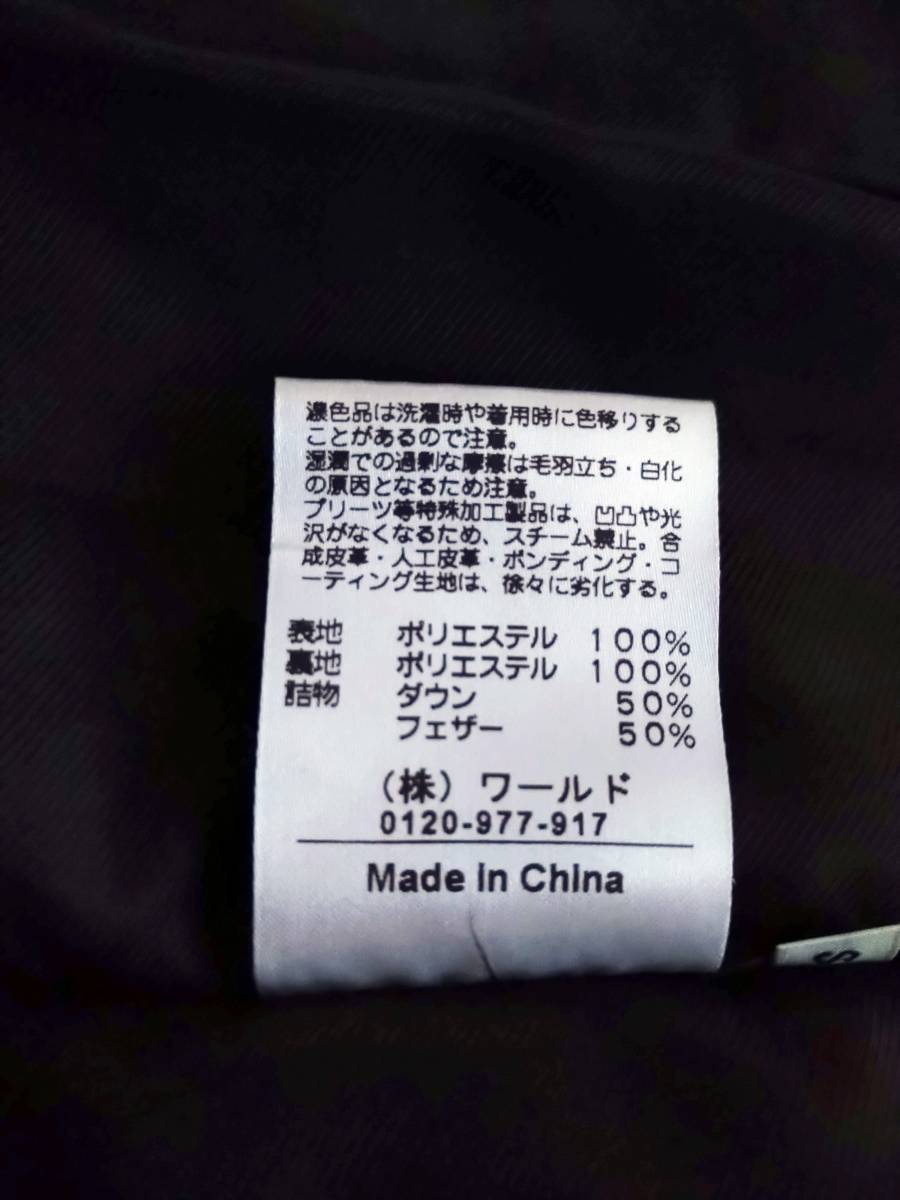 濃色品は洗濯時や着用時に色移りする
ことがあるので注意。
湿潤での過剰な摩擦は毛羽立ち・白化
の原因となるため注意。
プリーツ等特殊加工製品は、凹凸や光
沢がなくなるため、スチーム禁止。合
成皮革・人工皮革・ボンディング・コ
ーティング生地は、徐々に劣化する。
表地 ポリエステル 100%
裏地 ポリエステル 100%
詰物 ダウン 50%
フェザー 50%
(株)ワールド
0120-977-917
Made in China